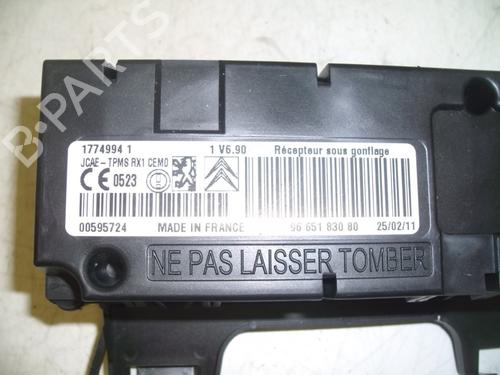 1774994 1 1 V6.90 Récepteur sous gonflage
JCAE-TPMS RX1 CEM0
CE 0523
00595724 MADE IN FRANCE 96 651 830 80 25/02/11
NE PAS LAISSER TOMBER
B-PARTS